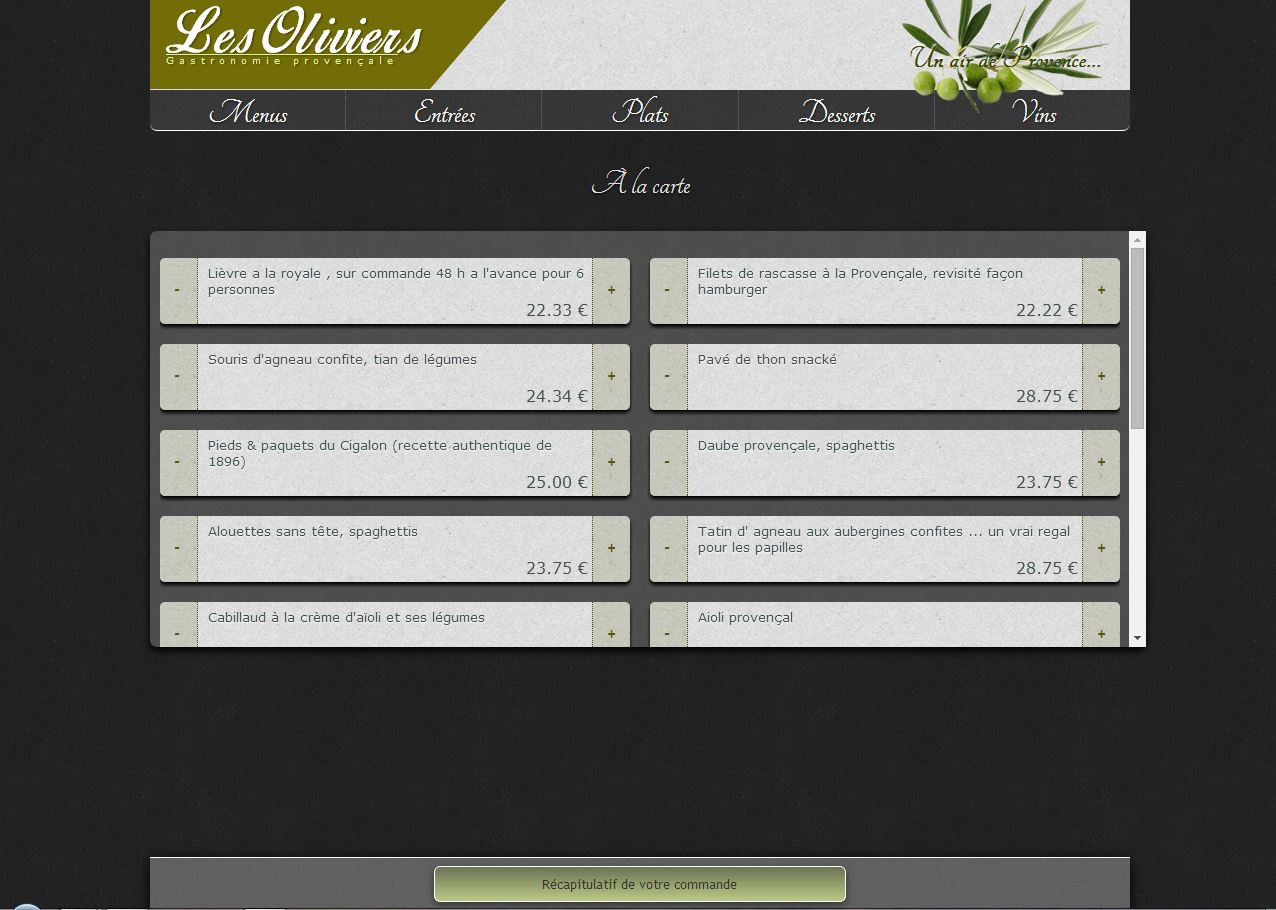 Les Oliviers
Gastronomie provençale
Un air de Provence...
Menus
Entrées
Plats
Desserts
Vins
À la carte
- Lièvre a la royale , sur commande 48 h a l'avance pour 6
personnes
22.33 € +
- Filets de rascasse à la Provençale, revisité façon
hamburger
22.22 € +
- Souris d'agneau confite, tian de légumes
24.34 € +
- Pavé de thon snacké
28.75 € +
- Pieds & paquets du Cigalon (recette authentique de
1896)
25.00 € +
- Daube provençale, spaghettis
23.75 € +
- Alouettes sans tête, spaghettis
23.75 € +
- Tatin d' agneau aux aubergines confites ... un vrai regal
pour les papilles
28.75 € +
- Cabillaud à la crème d'aïoli et ses légumes +
- Aioli provençal +
Récapitulatif de votre commande